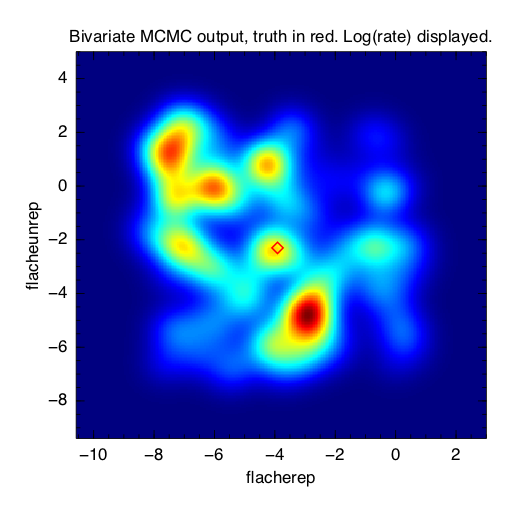 Bivariate MCMC output, truth in red. Log(rate) displayed.
4
2
0
−2
−4
−6
−8
flacheunrep
−10 −8 −6 −4 −2 0 2
flacherep